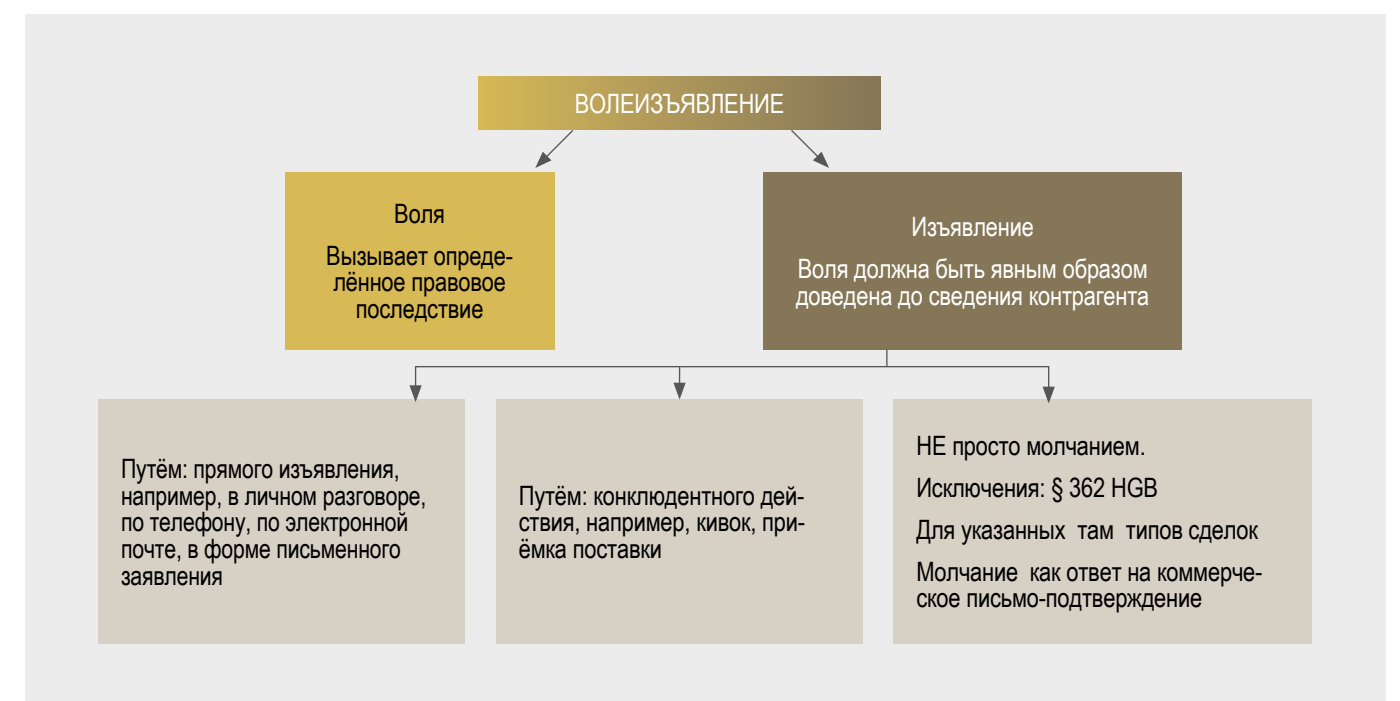 ВОЛЕИЗЪЯВЛЕНИЕ
Воля
Вызывает опреде-
лённое правовое
последствие
Изъявление
Воля должна быть явным образом
доведена до сведения контрагента
Путём: прямого изъявления,
например, в личном разговоре,
по телефону, по электронной
почте, в форме письменного
заявления
Путём: конклюдентного дей-
ствия, например, кивок, при-
ёмка поставки
НЕ просто молчанием.
Исключения: § 362 HGB
Для указанных там типов сделок
Молчание как ответ на коммерче-
ское письмо-подтверждение